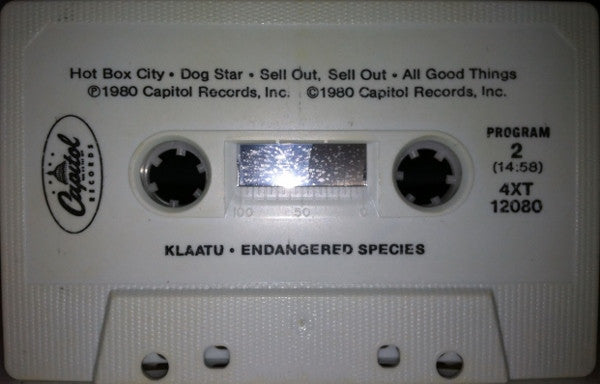 Hot Box City • Dog Star • Sell Out, Sell Out • All Good Things
℗1980 Capitol Records, Inc. ©1980 Capitol Records, Inc.
Capitol
RECORDS
PROGRAM
2
(14:58)
4XT
12080
100 50 0
KLAATU • ENDANGERED SPECIES